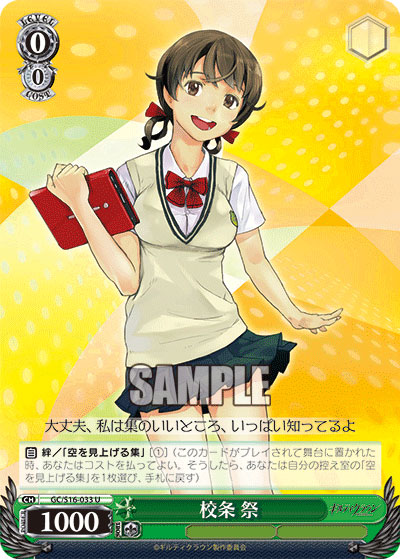 LEVEL
0
0
COST
SAMPLE
大丈夫、私は集のいいところ、いっぱい知ってるよ
自 絆／「空を見上げる集」 [①] （このカードがプレイされて舞台に置かれた
時、あなたはコストを払ってよい。そうしたら、あなたは自分の控え室の「空
を見上げる集」を1枚選び、手札に戻す）
GC/S16-033 U
POWER
1000
校条 祭
©ギルティクラウン製作委員会